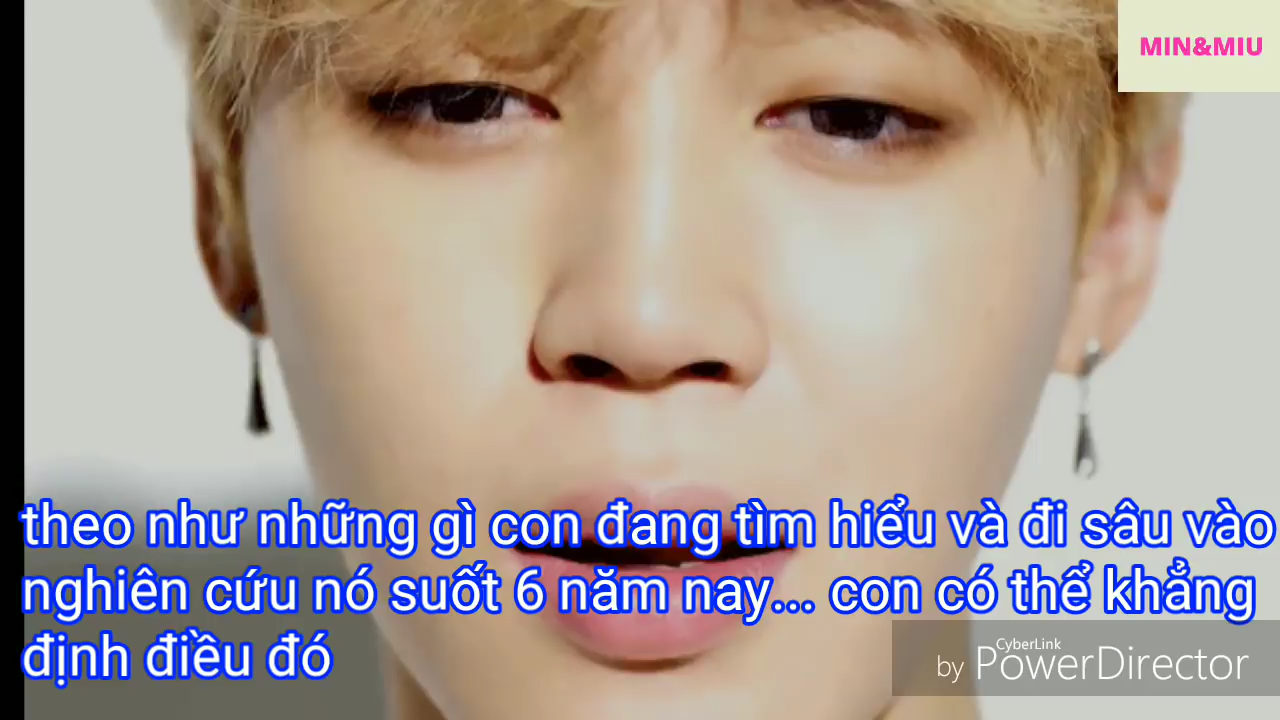 MIN&MIU
theo như những gì con đang tìm hiểu và đi sâu vào
nghiên cứu nó suốt 6 năm nay... con có thể khẳng
định điều đó
CyberLink
by PowerDirector